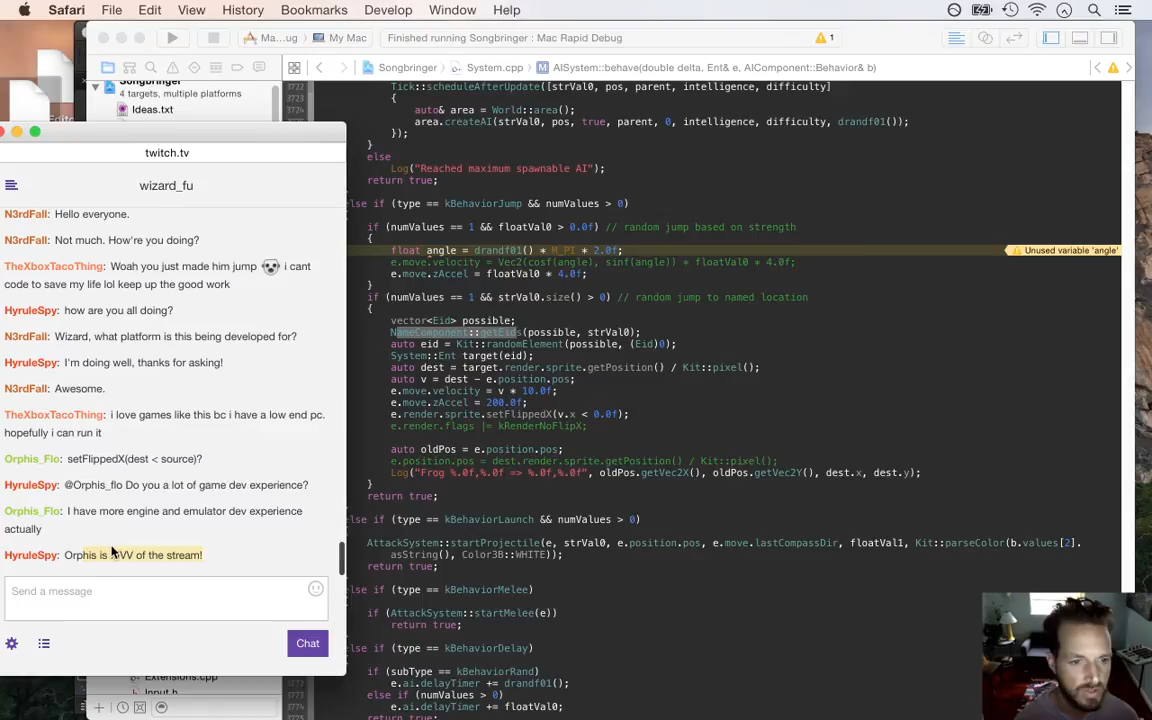 Safari File Edit View History Bookmarks Develop Window Help
My Mac
Finished running Songbringer : Mac Rapid Debug
1
Songbringer
System.cpp
AISystem::behave(double delta, Ent& e, AIComponent::Behavior& b)
Songbringer
4 targets, multiple platforms
Ideas.txt
twitch.tv
wizard_fu
N3rdFall: Hello everyone.
N3rdFall: Not much. How're you doing?
TheXboxTacoThing: Woah you just made him jump i cant
code to save my life lol keep up the good work
HyruleSpy: how are you all doing?
N3rdFall: Wizard, what platform is this being developed for?
HyruleSpy: I'm doing well, thanks for asking!
N3rdFall: Awesome.
TheXboxTacoThing: i love games like this bc i have a low end pc.
hopefully i can run it
Orphis_Flo: setFlippedX(dest < source)?
HyruleSpy: @Orphis_flo Do you a lot of game dev experience?
Orphis_Flo: I have more engine and emulator dev experience
actually
HyruleSpy: Orphis is VV of the stream!
Send a message
Chat
Extensions.cpp
Input.h
3722
Tick::scheduleAfterUpdate([strVal0, pos, parent, intelligence, difficulty]
{
3724
auto& area = World::area();
area.createAI(strVal0, pos, true, parent, 0, intelligence, difficulty, drandf01());
});
}
else
Log("Reached maximum spawnable AI");
return true;
lse if (type == kBehaviorJump && numValues > 0)
if (numValues == 1 && floatVal0 > 0.0f) // random jump based on strength
{
float angle = drandf01() * M_PI * 2.0f;
Unused variable 'angle'
e.move.velocity = Vec2(cosf(angle), sinf(angle)) * floatVal0 * 4.0f;
e.move.zAccel = floatVal0 * 4.0f;
}
if (numValues == 1 && strVal0.size() > 0) // random jump to named location
{
vector<Eid> possible;
NameComponent::getEids(possible, strVal0);
auto eid = Kit::randomElement(possible, (Eid)0);
System::Ent target(eid);
auto dest = target.render.sprite.getPosition() / Kit::pixel();
auto v = dest - e.position.pos;
e.move.velocity = v * 10.0f;
e.move.zAccel = 200.0f;
e.render.sprite.setFlippedX(v.x < 0.0f);
e.render.flags |= kRenderNoFlipX;
auto oldPos = e.position.pos;
e.position.pos = dest.render.sprite.getPosition() / Kit::pixel();
Log("Frog %.0f,%.0f => %.0f,%.0f", oldPos.getVec2X(), oldPos.getVec2Y(), dest.x, dest.y);
}
return true;
lse if (type == kBehaviorLaunch && numValues > 0)
AttackSystem::startProjectile(e, strVal0, e.position.pos, e.move.lastCompassDir, floatVal1, Kit::parseColor(b.values[2].
asString(), Color3B::WHITE));
return true;
lse if (type == kBehaviorMelee)
if (AttackSystem::startMelee(e))
return true;
lse if (type == kBehaviorDelay)
if (subType == kBehaviorRand)
e.ai.delayTimer += drandf01();
else if (numValues > 0)
e.ai.delayTimer += floatVal0;
return true;